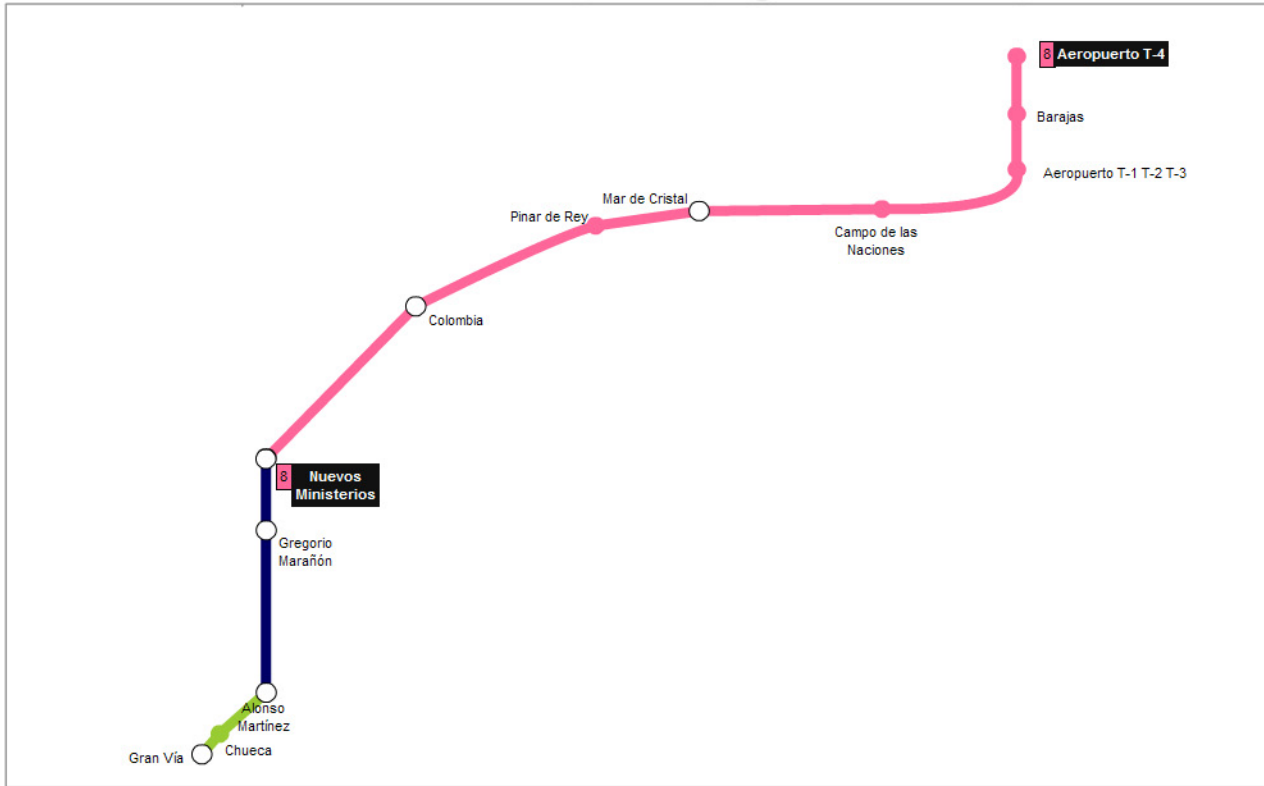 8 Aeropuerto T-4
Barajas
Aeropuerto T-1 T-2 T-3
Mar de Cristal
Pinar de Rey
Campo de las
Naciones
Colombia
8 Nuevos
Ministerios
Gregorio
Marañón
Alonso
Martínez
Chueca
Gran Vía